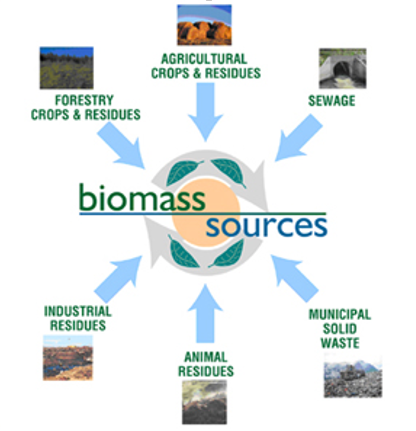 AGRICULTURAL
CROPS & RESIDUES
FORESTRY
CROPS & RESIDUES
SEWAGE
biomass
sources
INDUSTRIAL
RESIDUES
ANIMAL
RESIDUES
MUNICIPAL
SOLID
WASTE